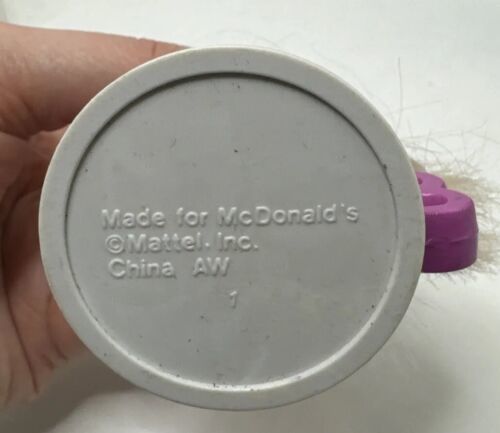 Made for McDonald's
©Mattel, Inc.
China AW
1